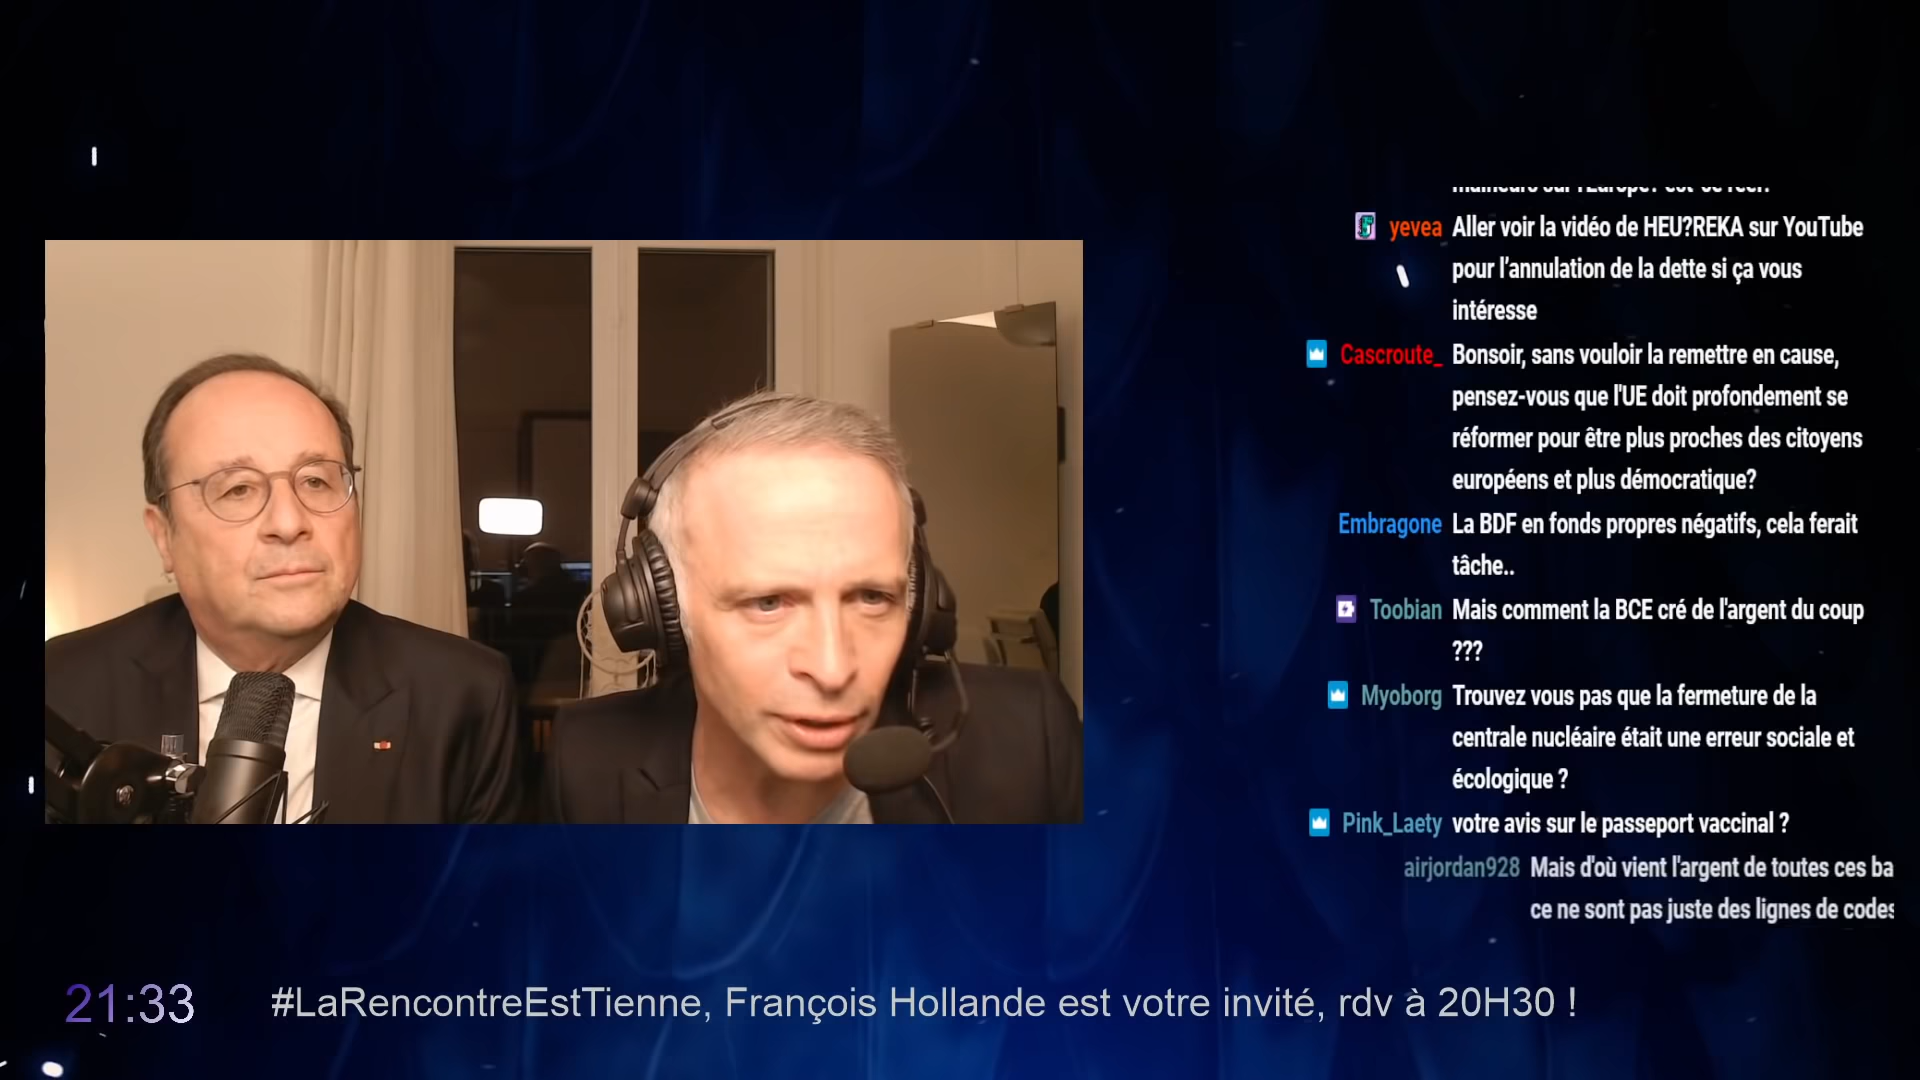 yevea Aller voir la vidéo de HEU?REKA sur YouTube
pour l'annulation de la dette si ça vous
intéresse
Cascroute_ Bonsoir, sans vouloir la remettre en cause,
pensez-vous que l'UE doit profondement se
réformer pour être plus proches des citoyens
européens et plus démocratique?
Embragone La BDF en fonds propres négatifs, cela ferait
tâche..
Toobian Mais comment la BCE cré de l'argent du coup
???
Myoborg Trouvez vous pas que la fermeture de la
centrale nucléaire était une erreur sociale et
écologique ?
Pink_Laety votre avis sur le passeport vaccinal ?
airjordan928 Mais d'où vient l'argent de toutes ces ba
ce ne sont pas juste des lignes de codes
21:33
#LaRencontreEstTienne, François Hollande est votre invité, rdv à 20H30 !